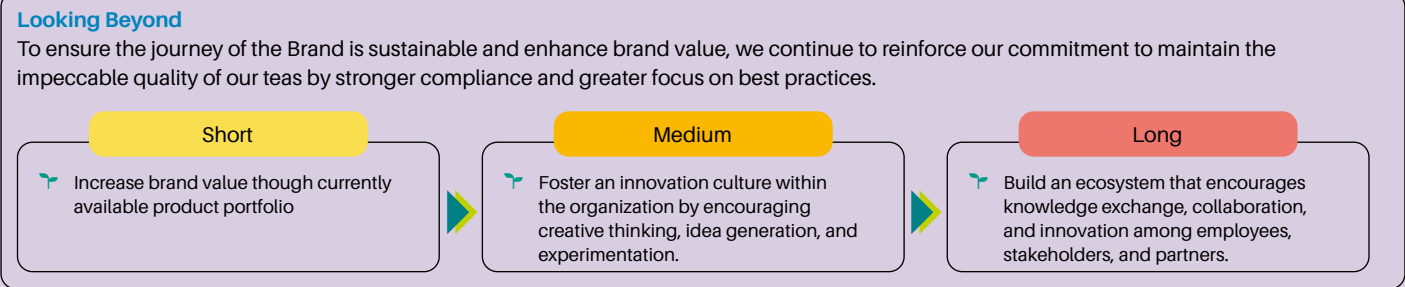 Looking Beyond
To ensure the journey of the Brand is sustainable and enhance brand value, we continue to reinforce our commitment to maintain the
impeccable quality of our teas by stronger compliance and greater focus on best practices.
Short
Increase brand value though currently
available product portfolio
Medium
Foster an innovation culture within
the organization by encouraging
creative thinking, idea generation, and
experimentation.
Long
Build an ecosystem that encourages
knowledge exchange, collaboration,
and innovation among employees,
stakeholders, and partners.